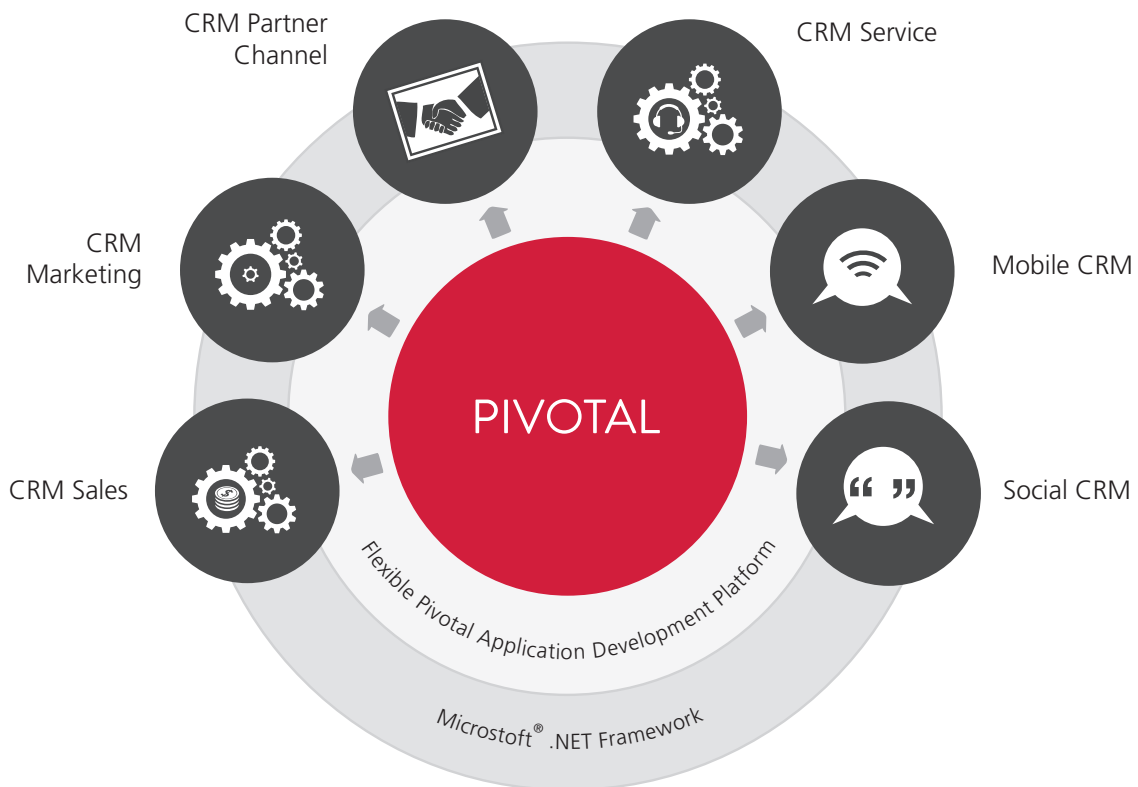 CRM Partner
Channel
CRM Service
CRM
Marketing
Mobile CRM
PIVOTAL
CRM Sales
Social CRM
Flexible Pivotal Application Development Platform
Microstoft® .NET Framework